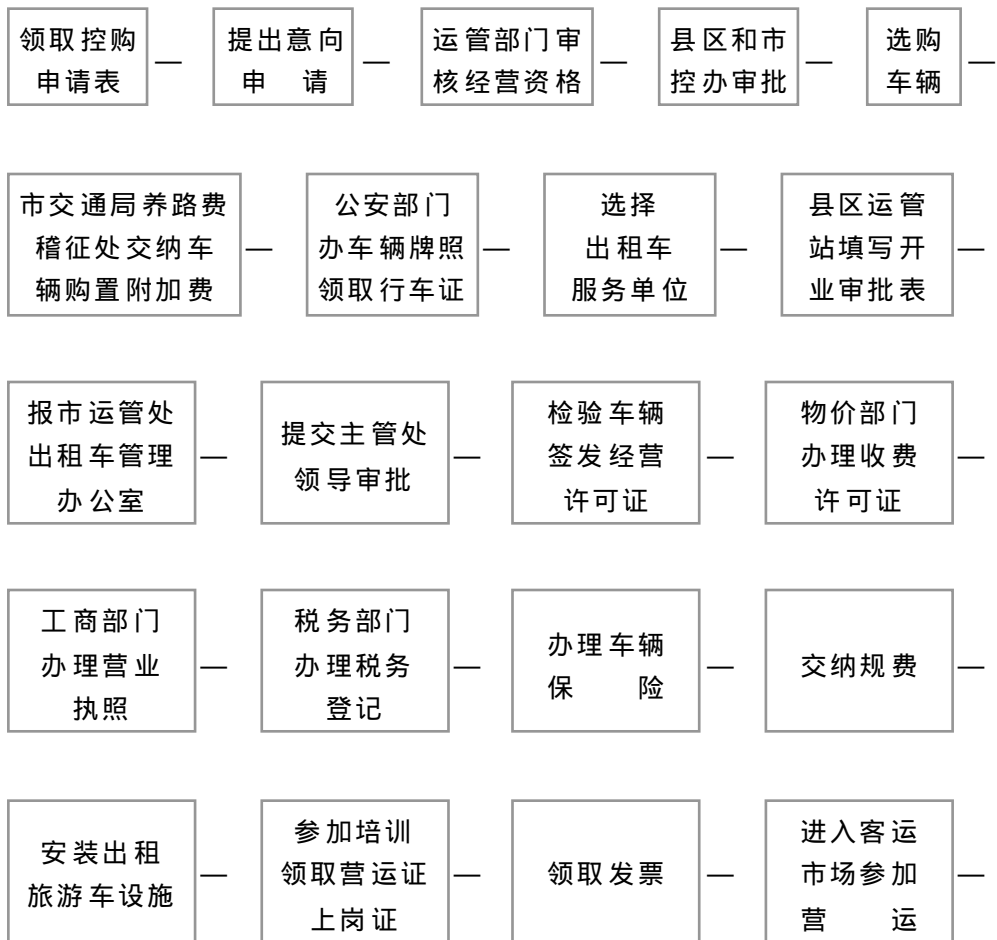 领取控购
申请表
提出意向
申 请
运管部门审
核经营资格
县区和市
控办审批
选购
车辆
市交通局养路费
稽征处交纳车
辆购置附加费
公安部门
办车辆牌照
领取行车证
选择
出租车
服务单位
县区运管
站填写开
业审批表
报市运管处
出租车管理
办公室
提交主管处
领导审批
检验车辆
签发经营
许可证
物价部门
办理收费
许可证
工商部门
办理营业
执照
税务部门
办理税务
登记
办理车辆
保 险
交纳规费
安装出租
旅游车设施
参加培训
领取营运证
上岗证
领取发票
进入客运
市场参加
营 运